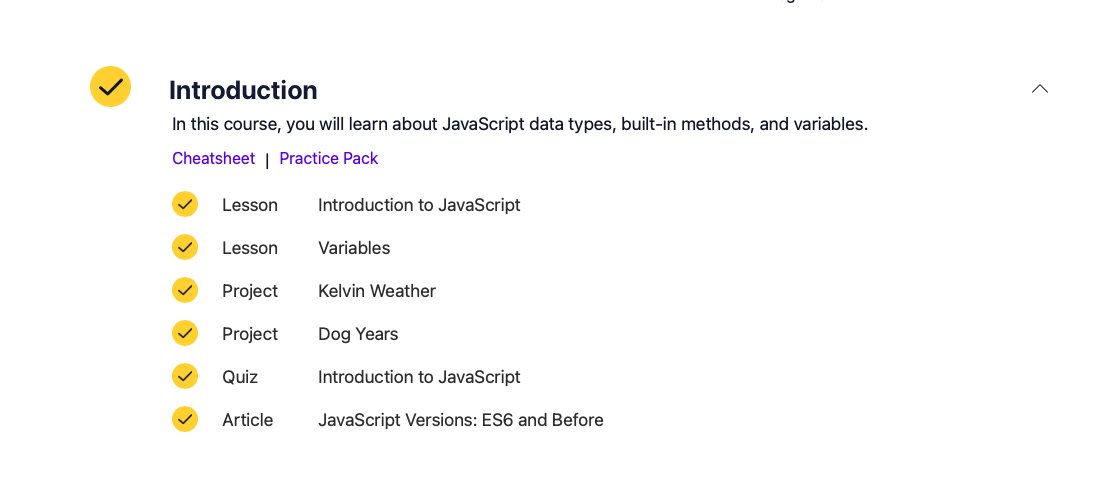 Introduction
In this course, you will learn about JavaScript data types, built-in methods, and variables.
Cheatsheet | Practice Pack
Lesson Introduction to JavaScript
Lesson Variables
Project Kelvin Weather
Project Dog Years
Quiz Introduction to JavaScript
Article JavaScript Versions: ES6 and Before